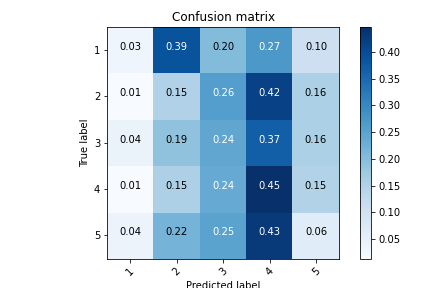 Confusion matrix
1 0.03 0.39 0.20 0.27 0.10
2 0.01 0.15 0.26 0.42 0.16
3 0.04 0.19 0.24 0.37 0.16
4 0.01 0.15 0.24 0.45 0.15
5 0.04 0.22 0.25 0.43 0.06
1 2 3 4 5
True label
Predicted label
0.40
0.35
0.30
0.25
0.20
0.15
0.10
0.05